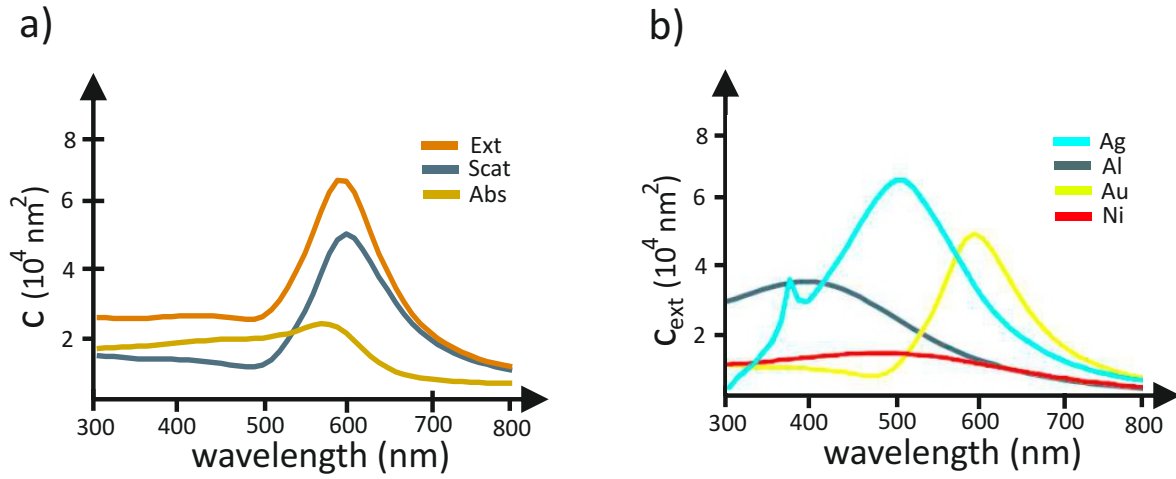 a)
C (10⁴ nm²)
8
6
4
2
Ext
Scat
Abs
300 400 500 600 700 800
wavelength (nm)
b)
Cext (10⁴ nm²)
8
6
4
2
Ag
Al
Au
Ni
300 400 500 600 700 800
wavelength (nm)